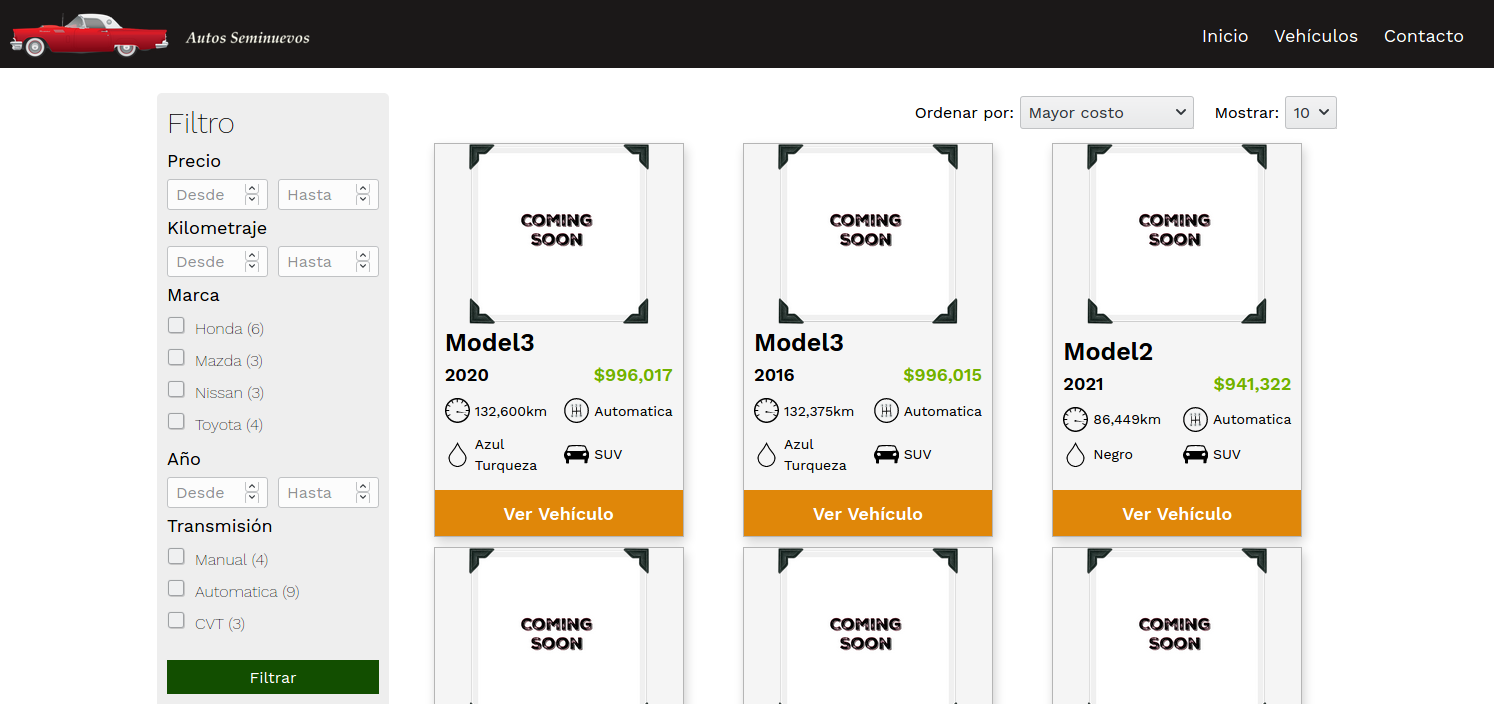 Autos Seminuevos
Inicio Vehículos Contacto
Filtro
Precio
Desde Hasta
Kilometraje
Desde Hasta
Marca
Honda (6)
Mazda (3)
Nissan (3)
Toyota (4)
Año
Desde Hasta
Transmisión
Manual (4)
Automatica (9)
CVT (3)
Filtrar
Ordenar por: Mayor costo Mostrar: 10
COMING
SOON
Model3
2020 $996,017
132,600km Automatica
Azul
Turqueza
SUV
Ver Vehículo
COMING
SOON
Model3
2016 $996,015
132,375km Automatica
Azul
Turqueza
SUV
Ver Vehículo
COMING
SOON
Model2
2021 $941,322
86,449km Automatica
Negro SUV
Ver Vehículo
COMING
SOON
COMING
SOON
COMING
SOON